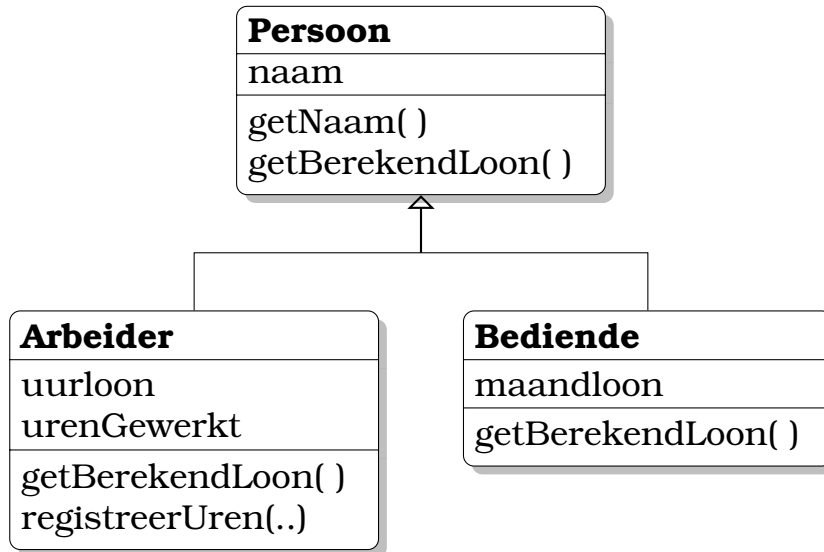 Persoon
naam
getNaam( )
getBerekendLoon( )
Arbeider
uurloon
urenGewerkt
getBerekendLoon( )
registreerUren(..)
Bediende
maandloon
getBerekendLoon( )